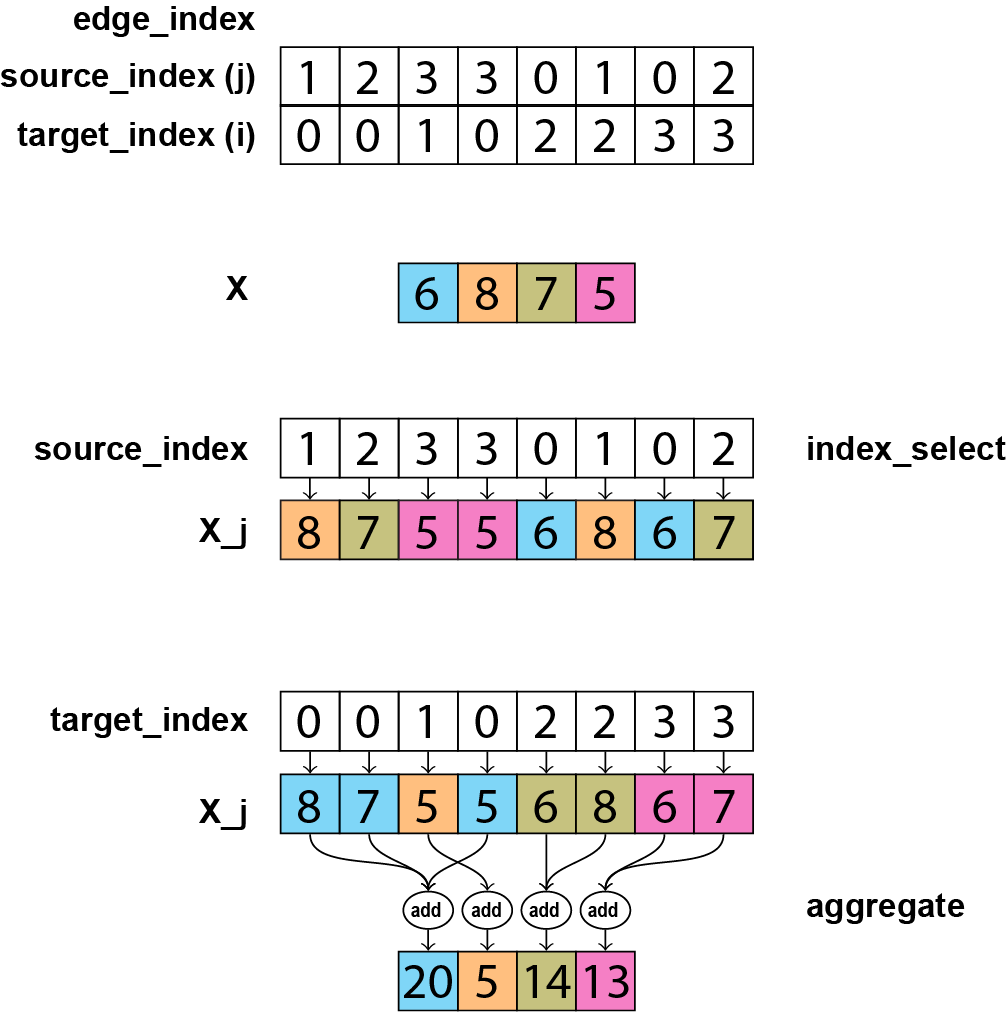 edge_index
source_index (j) 1 2 3 3 0 1 0 2
target_index (i) 0 0 1 0 2 2 3 3
X 6 8 7 5
source_index 1 2 3 3 0 1 0 2 index_select
X_j 8 7 5 5 6 8 6 7
target_index 0 0 1 0 2 2 3 3
X_j 8 7 5 5 6 8 6 7
add add add add aggregate
20 5 14 13